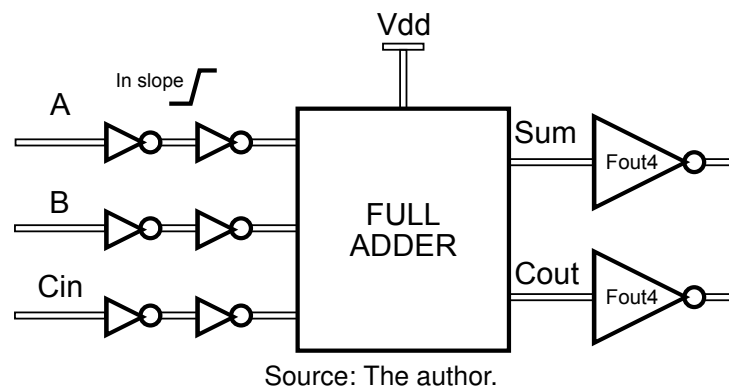 Vdd
In slope
A
Sum
Fout4
B
FULL
ADDER
Cin
Cout
Fout4
Source: The author.